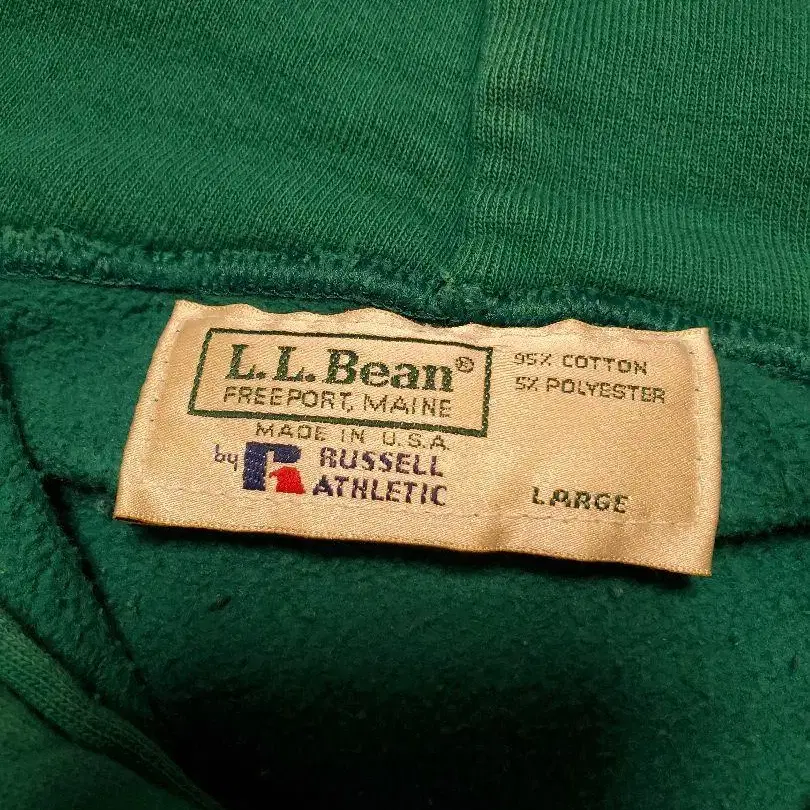 L.L.Bean®
FREEPORT, MAINE
MADE IN U.S.A.
by RUSSELL
ATHLETIC
95% COTTON
5% POLYESTER
LARGE